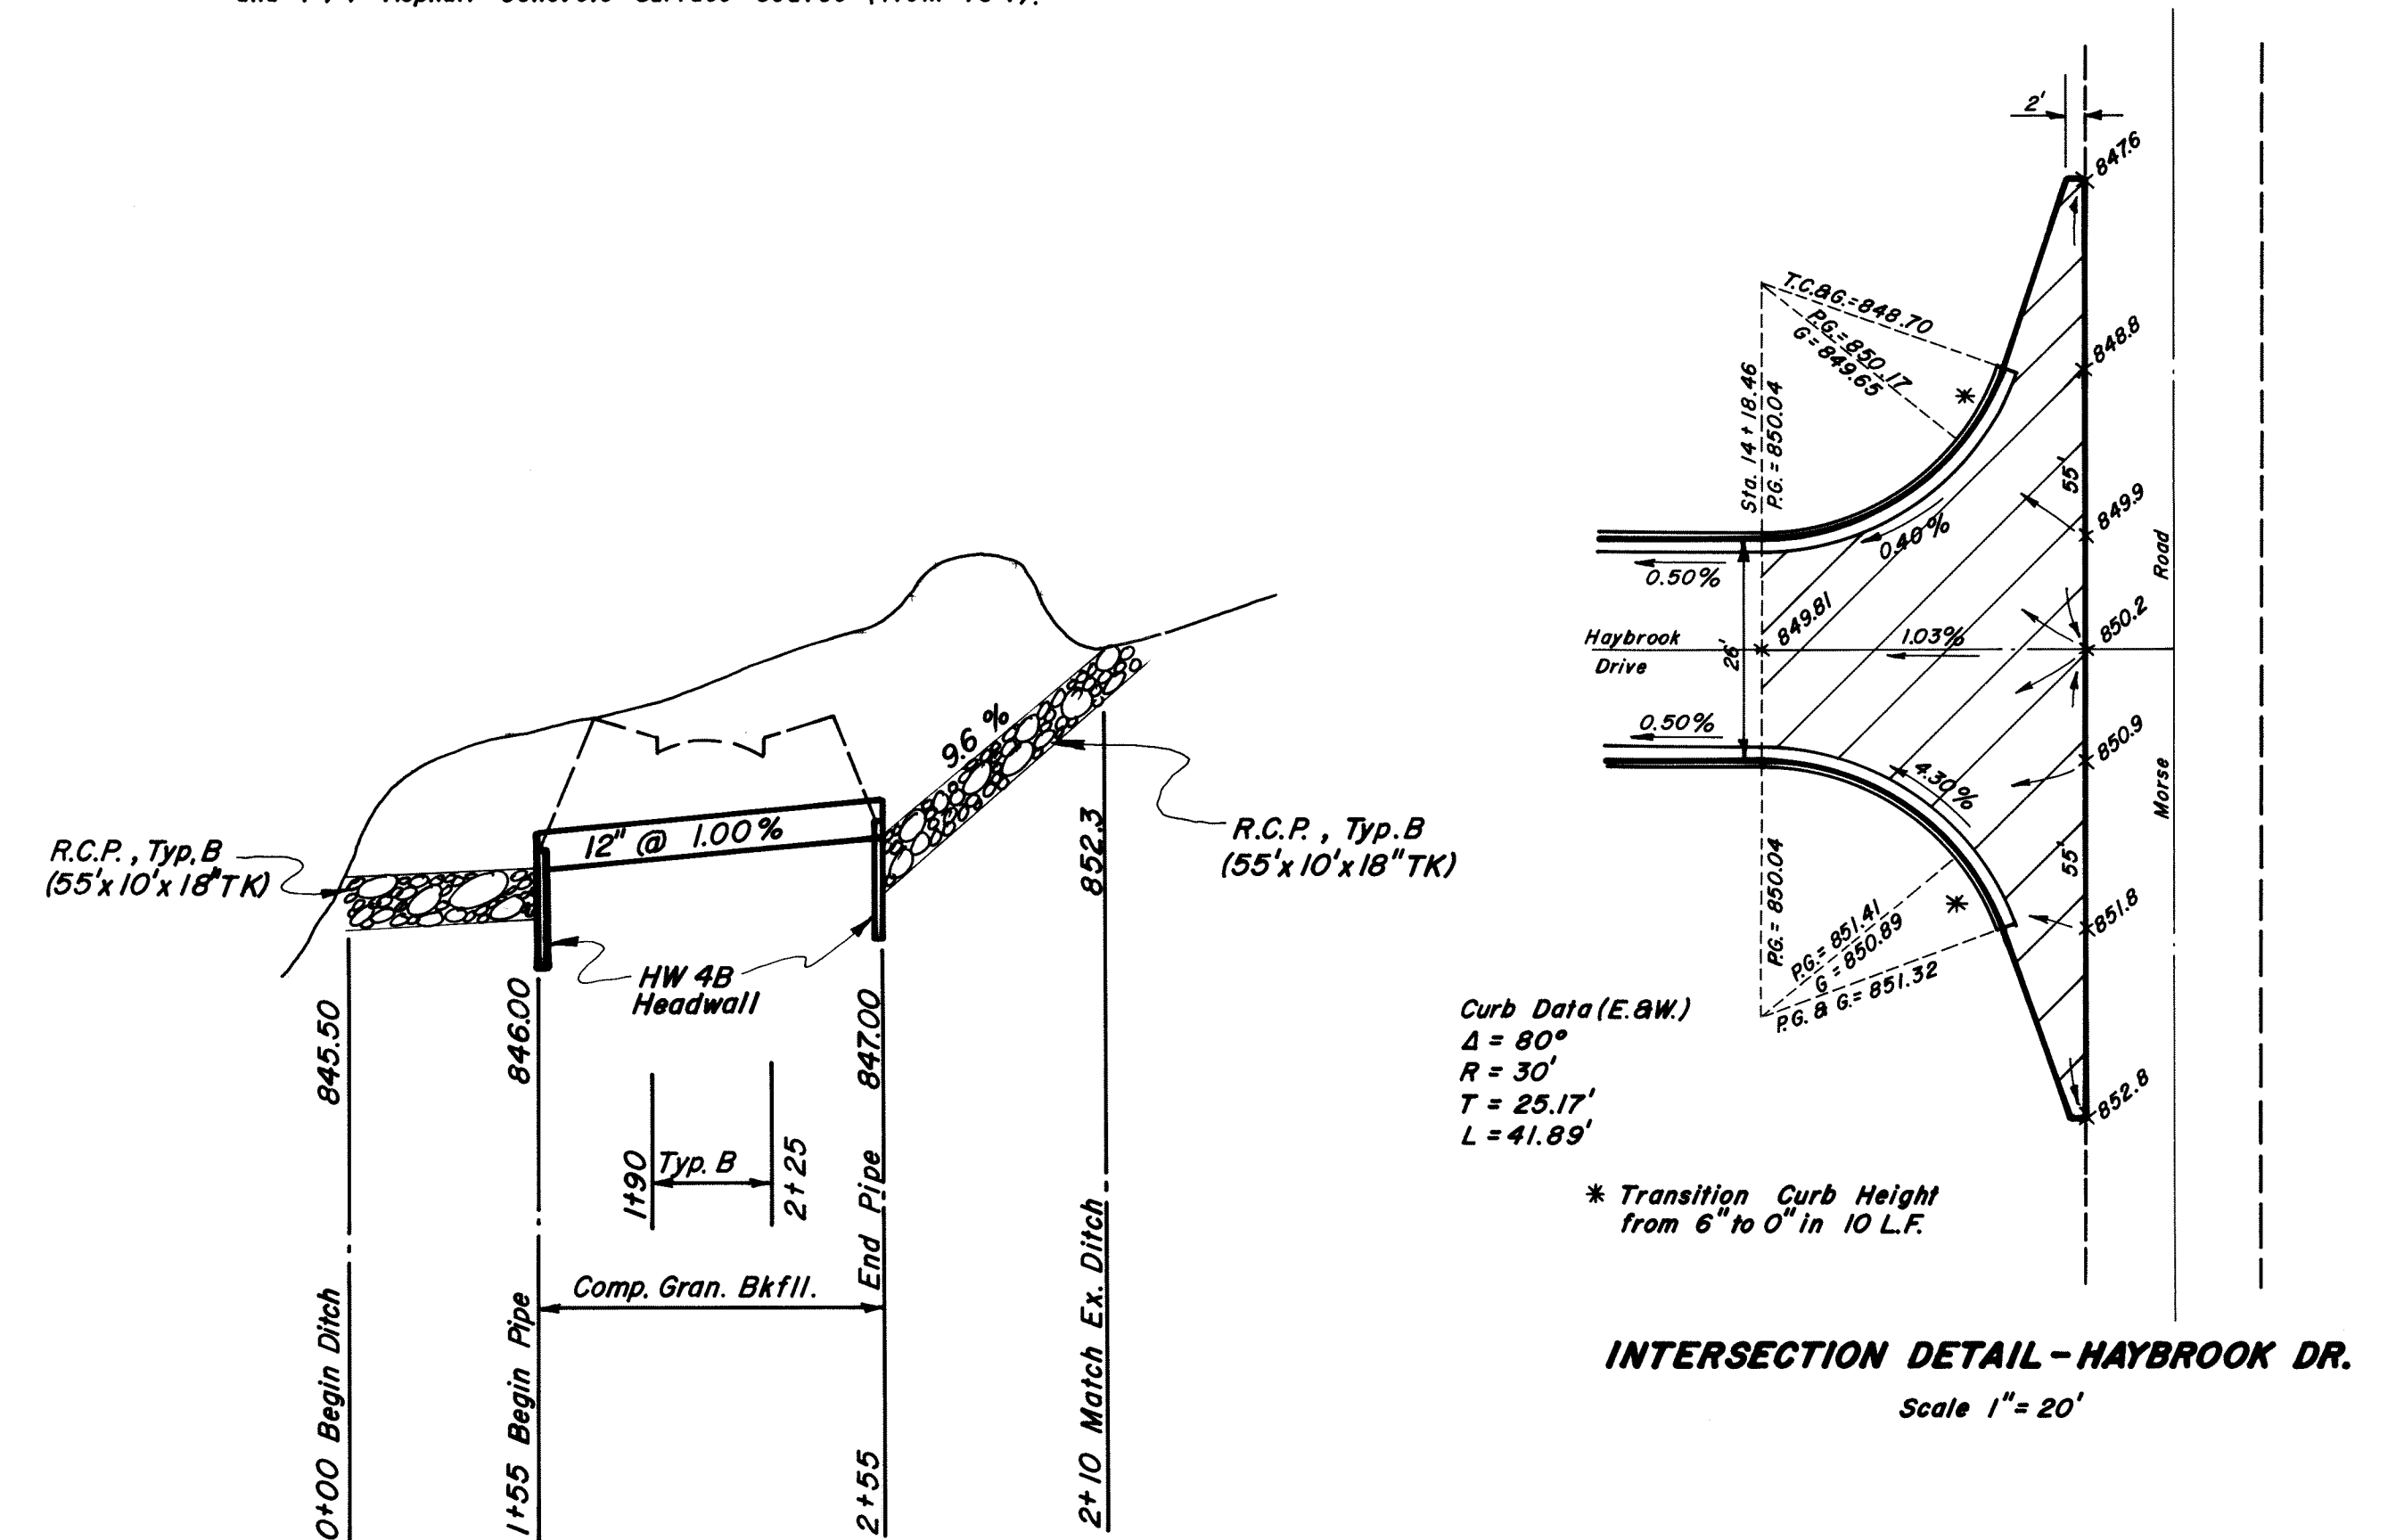 2'
847.6
T.C.&G.=848.70
P.G.=850.17
G=849.65
848.8
Sta. 14+18.46
P.G.=850.04
55'
849.9
0.40%
0.50%
Road
849.81
850.2
Haybrook
Drive
26'
1.03%
0.50%
850.9
4.30%
Morse
55'
851.8
P.G.= 850.04
P.G.= 851.41
G = 850.89
P.G. & G.= 851.32
852.8
Curb Data (E.&W.)
Δ = 80°
R = 30'
T = 25.17'
L = 41.89'
* Transition Curb Height
from 6" to 0" in 10 L.F.
INTERSECTION DETAIL - HAYBROOK DR.
Scale 1" = 20'
9.6 %
12" @ 1.00%
R.C.P., Typ. B
(55'x10'x18"TK)
R.C.P., Typ. B
(55'x10'x18"TK)
HW 4B
Headwall
845.50
846.00
847.00
852.3
1+90
Typ. B
2+25
Comp. Gran. Bkfll.
0+00 Begin Ditch
1+55 Begin Pipe
2+55 End Pipe
2+10 Match Ex. Ditch